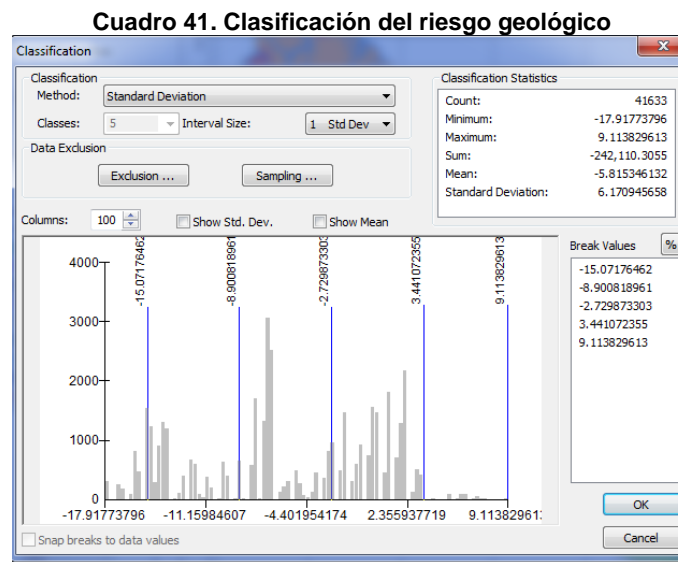 Cuadro 41. Clasificación del riesgo geológico
Classification
x
Classification
Method: Standard Deviation
Classes: 5 Interval Size: 1 Std Dev
Data Exclusion
Exclusion ... Sampling ...
Classification Statistics
Count: 41633
Minimum: -17.91773796
Maximum: 9.113829613
Sum: -242,110.3055
Mean: -5.815346132
Standard Deviation: 6.170945658
Columns: 100 Show Std. Dev. Show Mean
Break Values %
-15.07176462
-8.900818961
-2.729873303
3.441072355
9.113829613
-15.07176462
-8.900818961
-2.729873303
3.441072355
9.113829613
4000
3000
2000
1000
0
-17.91773796 -11.15984607 -4.401954174 2.355937719 9.11382961
OK
Snap breaks to data values
Cancel